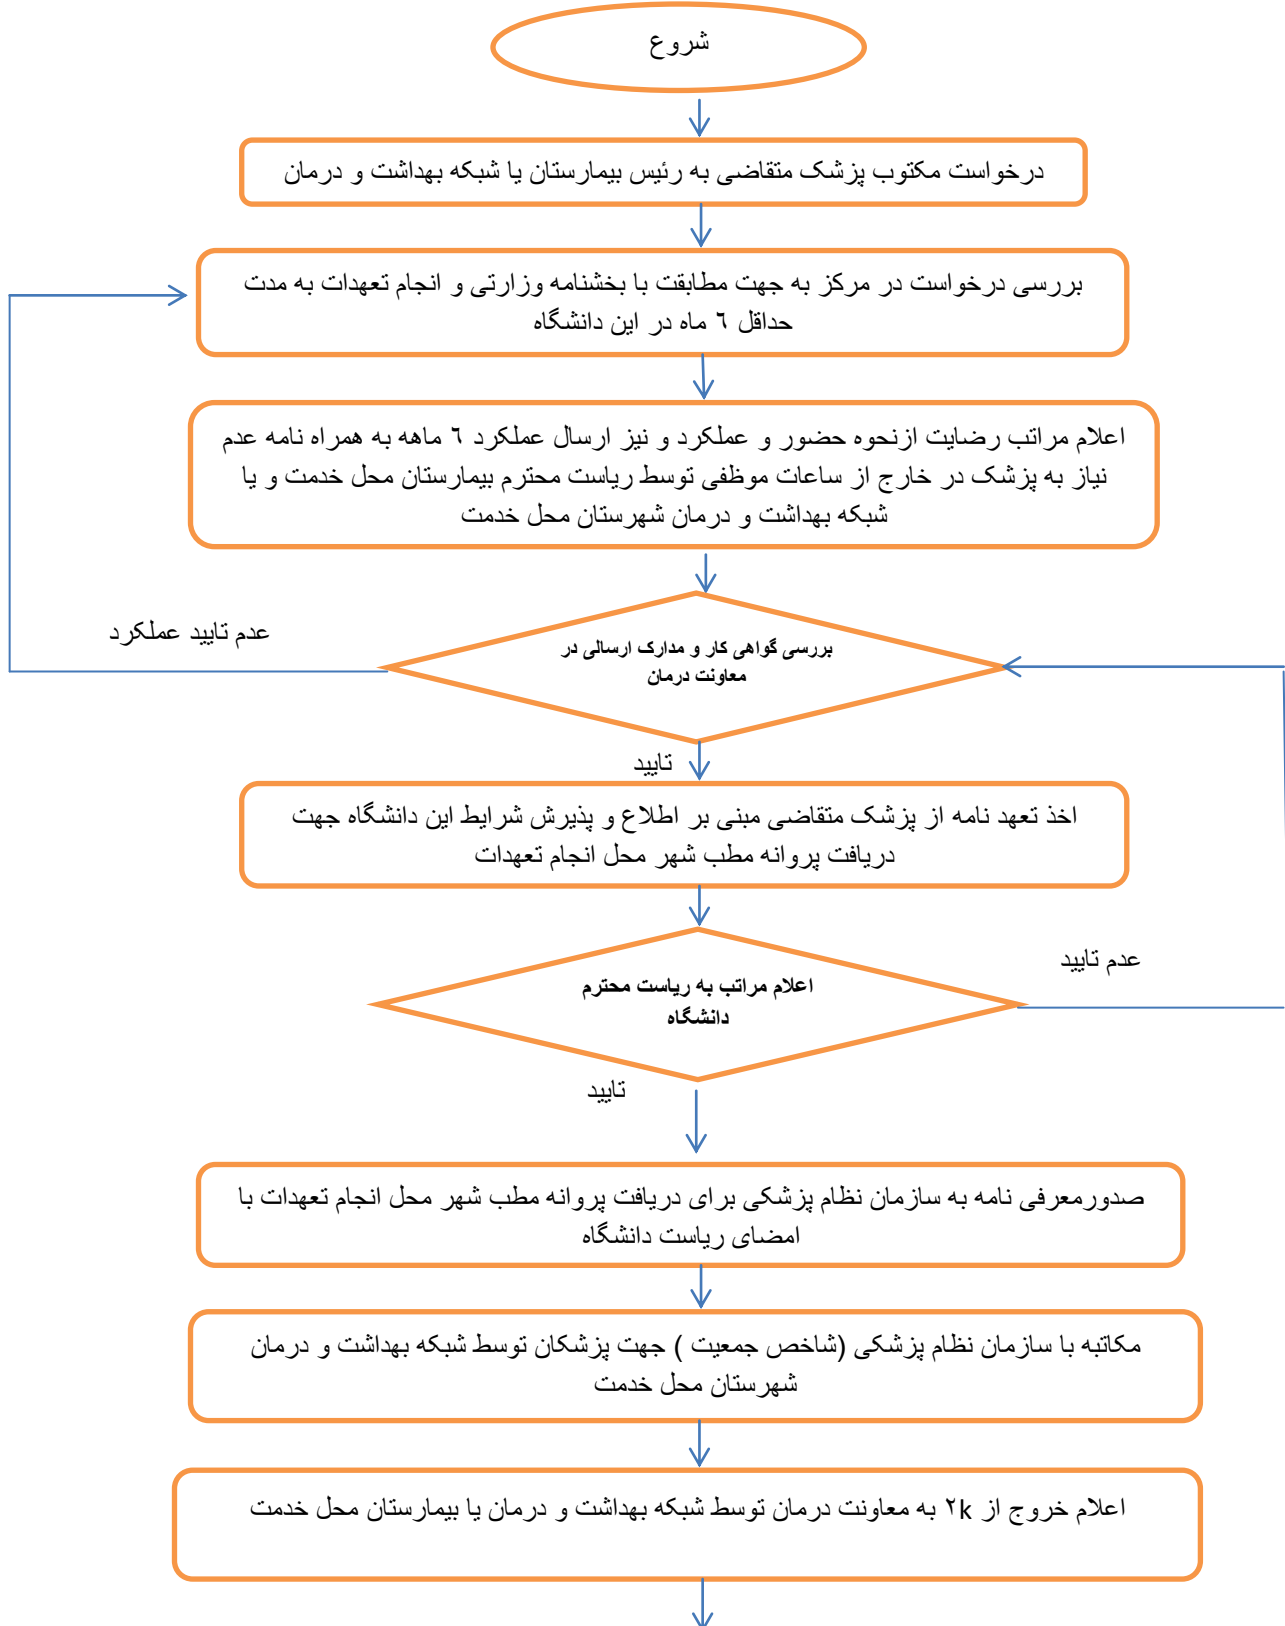 شروع
درخواست مکتوب پزشک متقاضی به رئیس بیمارستان یا شبکه بهداشت و درمان
بررسی درخواست در مرکز به جهت مطابقت با بخشنامه وزارتی و انجام تعهدات به مدت
حداقل ٦ ماه در این دانشگاه
اعلام مراتب رضایت ازنحوه حضور و عملکرد و نیز ارسال عملکرد ٦ ماهه به همراه نامه عدم
نیاز به پزشک در خارج از ساعات موظفی توسط ریاست محترم بیمارستان محل خدمت و یا
شبکه بهداشت و درمان شهرستان محل خدمت
عدم تایید عملکرد
بررسی گواهی کار و مدارک ارسالی در
معاونت درمان
تایید
اخذ تعهد نامه از پزشک متقاضی مبنی بر اطلاع و پذیرش شرایط این دانشگاه جهت
دریافت پروانه مطب شهر محل انجام تعهدات
عدم تایید
اعلام مراتب به ریاست محترم
دانشگاه
تایید
صدورمعرفی نامه به سازمان نظام پزشکی برای دریافت پروانه مطب شهر محل انجام تعهدات با
امضای ریاست دانشگاه
مکاتبه با سازمان نظام پزشکی (شاخص جمعیت ) جهت پزشکان توسط شبکه بهداشت و درمان
شهرستان محل خدمت
اعلام خروج از ٢k به معاونت درمان توسط شبکه بهداشت و درمان یا بیمارستان محل خدمت